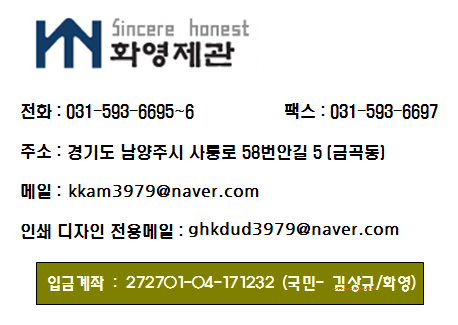 Sincere honest
화영제관
전화 : 031-593-6695~6 팩스 : 031-593-6697
주소 : 경기도 남양주시 사릉로 58번안길 5 (금곡동)
메일 : kkam3979@naver.com
인쇄 디자인 전용메일 : ghkdud3979@naver.com
입금계좌 : 272701-04-171232 (국민- 김상규/화영)